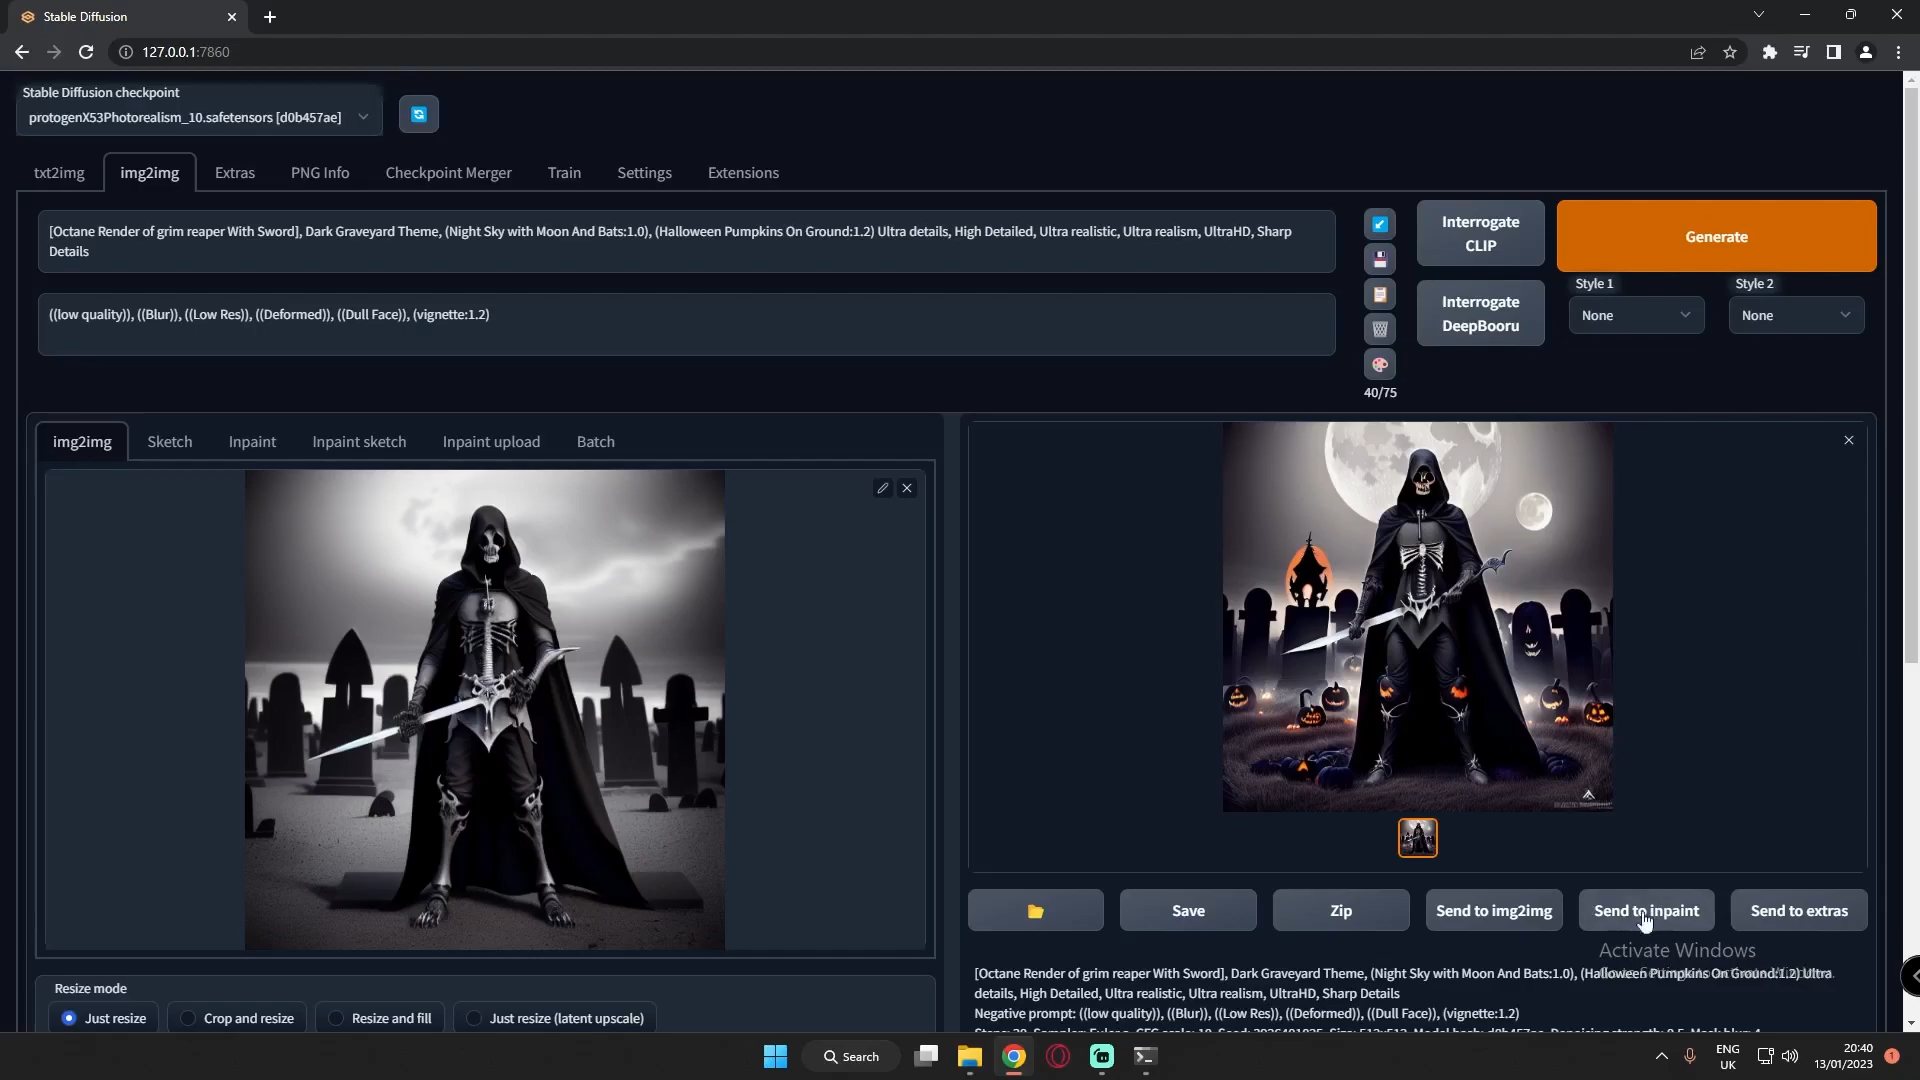 Stable Diffusion
127.0.0.1:7860
Stable Diffusion checkpoint
protogenX53Photorealism_10.safetensors [d0b457ae]
txt2img
img2img
Extras
PNG Info
Checkpoint Merger
Train
Settings
Extensions
[Octane Render of grim reaper With Sword], Dark Graveyard Theme, (Night Sky with Moon And Bats:1.0), (Halloween Pumpkins On Ground:1.2) Ultra details, High Detailed, Ultra realistic, Ultra realism, UltraHD, Sharp
Details
((low quality)), ((Blur)), ((Low Res)), ((Deformed)), ((Dull Face)), (vignette:1.2)
40/75
Interrogate
CLIP
Interrogate
DeepBooru
Generate
Style 1
None
Style 2
None
img2img
Sketch
Inpaint
Inpaint sketch
Inpaint upload
Batch
Save
Zip
Send to img2img
Send to inpaint
Send to extras
Activate Windows
[Octane Render of grim reaper With Sword], Dark Graveyard Theme, (Night Sky with Moon And Bats:1.0), (Halloween Pumpkins On Ground:1.2) Ultra
details, High Detailed, Ultra realistic, Ultra realism, UltraHD, Sharp Details
Negative prompt: ((low quality)), ((Blur)), ((Low Res)), ((Deformed)), ((Dull Face)), (vignette:1.2)
Resize mode
Just resize
Crop and resize
Resize and fill
Just resize (latent upscale)
Search
ENG
UK
20:40
13/01/2023
1